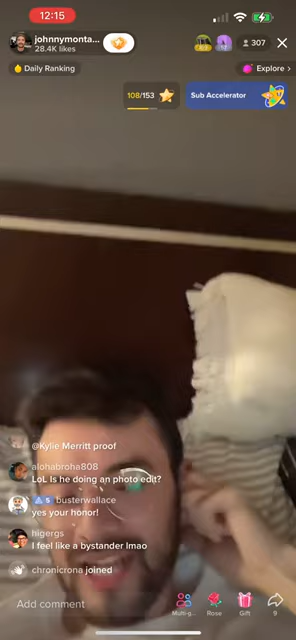 12:15
johnnymonta...
28.4K likes
307
Daily Ranking
Explore >
108/153
Sub Accelerator
@Kylie Merritt proof
alohabroha808
LoL Is he doing an photo edit?
5 busterwallace
yes your honor!
higergs
I feel like a bystander lmao
chronicrona joined
Add comment
Multi-g...
Rose
Gift
9